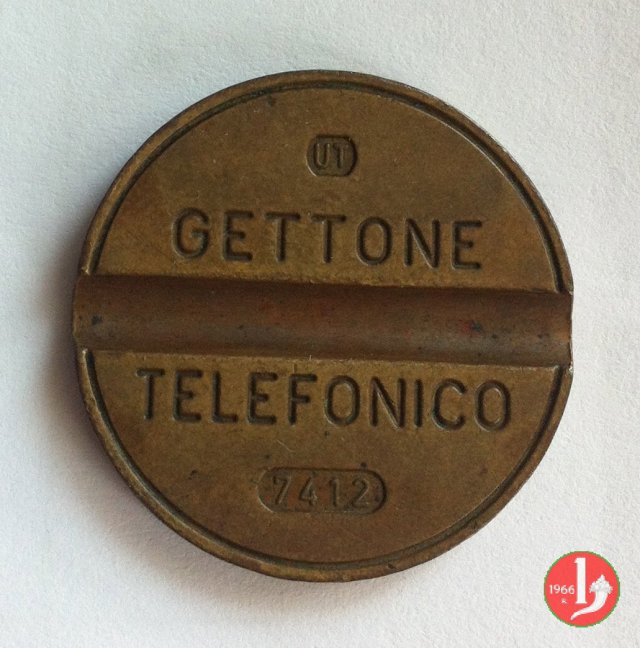 UT
GETTONE
TELEFONICO
7412
1966
R